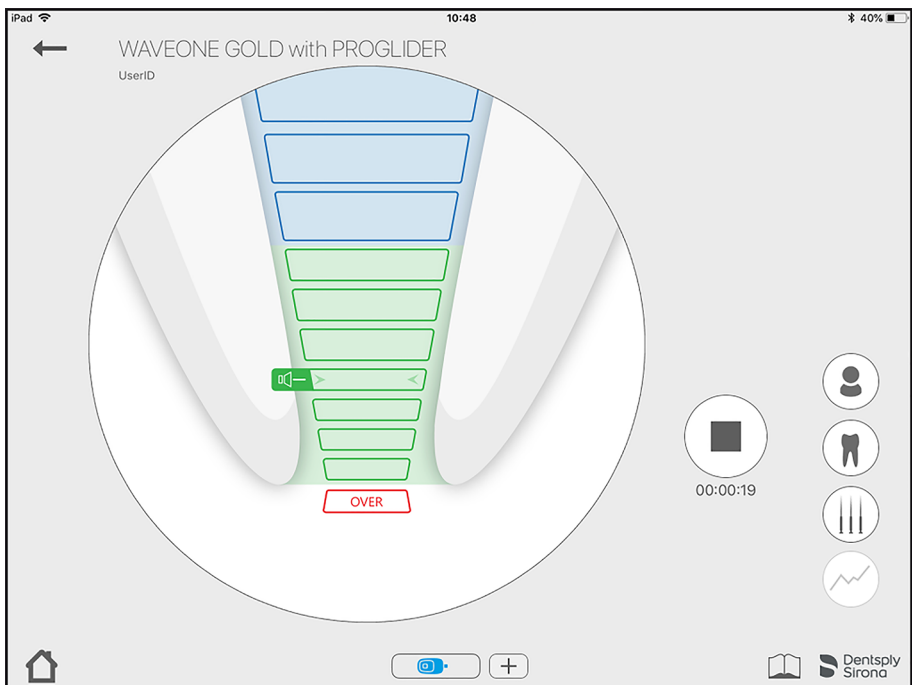 iPad 10:48 40%
WAVEONE GOLD with PROGLIDER
UserID
OVER
00:00:19
Dentsply
Sirona